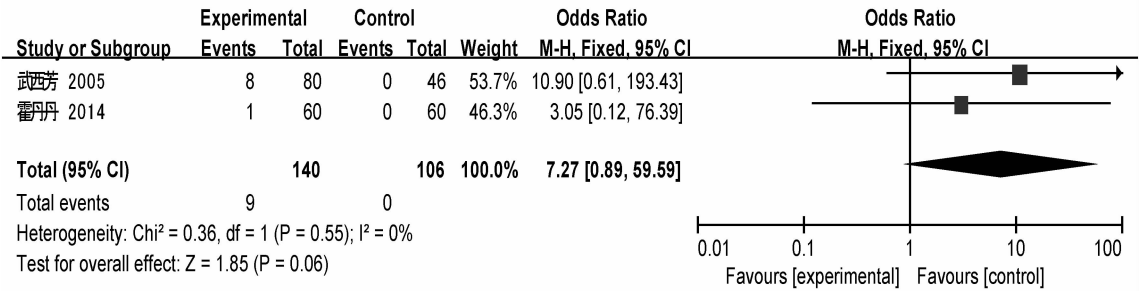 Experimental Control Odds Ratio Odds Ratio
Study or Subgroup Events Total Events Total Weight M-H, Fixed, 95% CI M-H, Fixed, 95% CI
武西芳 2005 8 80 0 46 53.7% 10.90 [0.61, 193.43]
霍丹丹 2014 1 60 0 60 46.3% 3.05 [0.12, 76.39]
Total (95% CI) 140 106 100.0% 7.27 [0.89, 59.59]
Total events 9 0
Heterogeneity: Chi² = 0.36, df = 1 (P = 0.55); I² = 0%
Test for overall effect: Z = 1.85 (P = 0.06)
0.01 0.1 1 10 100
Favours [experimental] Favours [control]